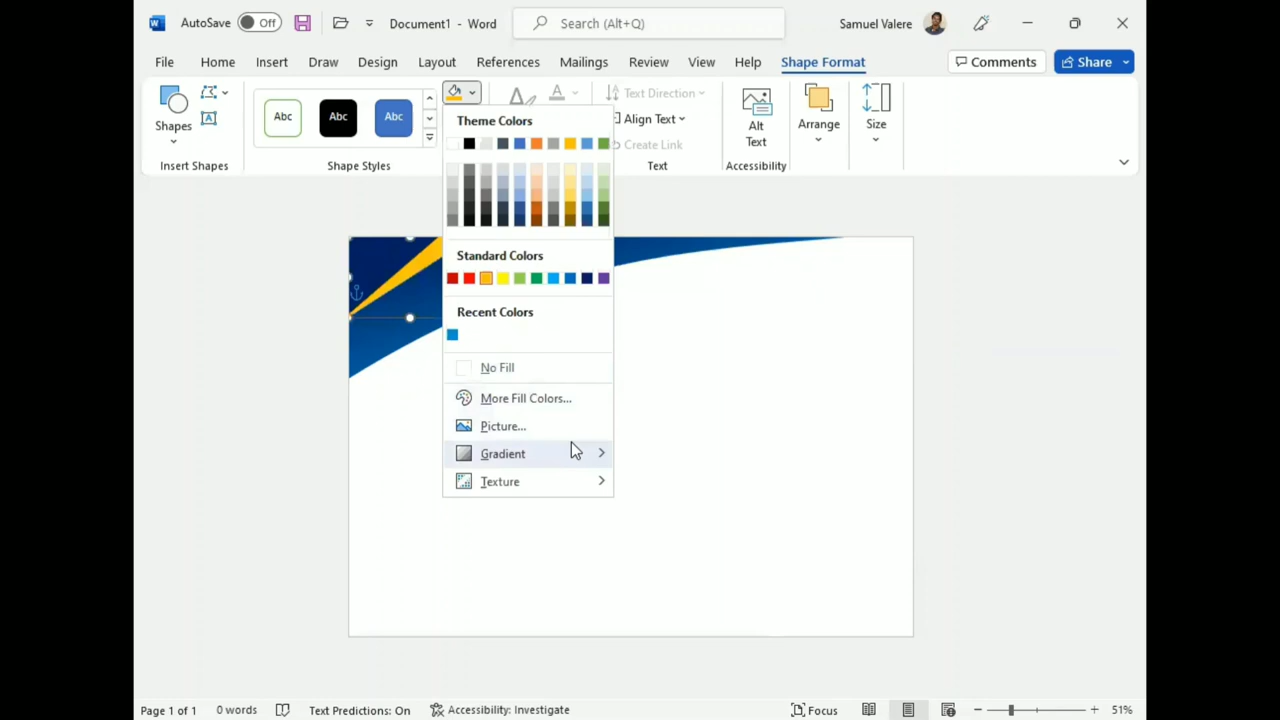 AutoSave Off Document1 - Word Search (Alt+Q) Samuel Valere
File Home Insert Draw Design Layout References Mailings Review View Help Shape Format Comments Share
Shapes
Insert Shapes
Abc Abc Abc
Shape Styles
Theme Colors
Standard Colors
Recent Colors
No Fill
More Fill Colors...
Picture...
Gradient
Texture
Text Direction
Align Text
Create Link
Text
Alt
Text
Accessibility
Arrange
Size
Page 1 of 1 0 words Text Predictions: On Accessibility: Investigate Focus 51%